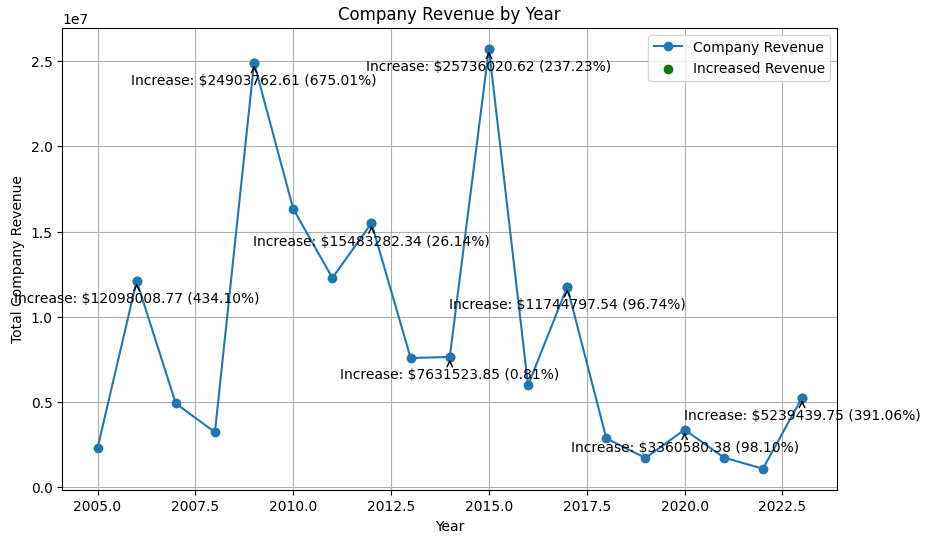 Company Revenue by Year
1e7
Company Revenue
Increased Revenue
Increase: $25736020.62 (237.23%)
Increase: $24903762.61 (675.01%)
Increase: $15483282.34 (26.14%)
Increase: $12098008.77 (434.10%)
Increase: $11744797.54 (96.74%)
Increase: $7631523.85 (0.81%)
Increase: $5239439.75 (391.06%)
Increase: $3360580.38 (98.10%)
Total Company Revenue
2.5
2.0
1.5
1.0
0.5
0.0
2005.0 2007.5 2010.0 2012.5 2015.0 2017.5 2020.0 2022.5
Year